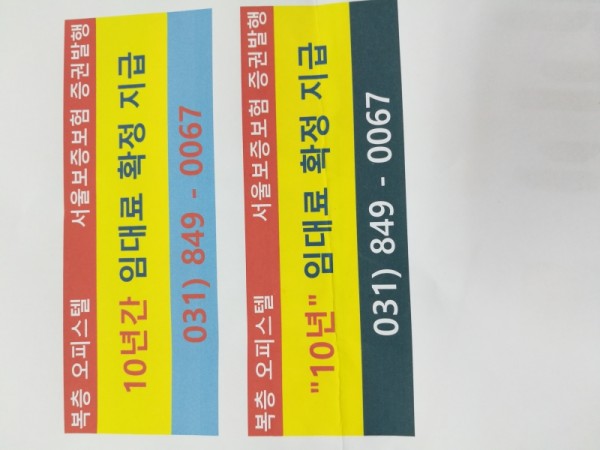 복층 오피스텔 서울보증보험 증권발행
10년간 임대료 확정 지급
031) 849 - 0067
복층 오피스텔 서울보증보험 증권발행
"10년" 임대료 확정 지급
031) 849 - 0067